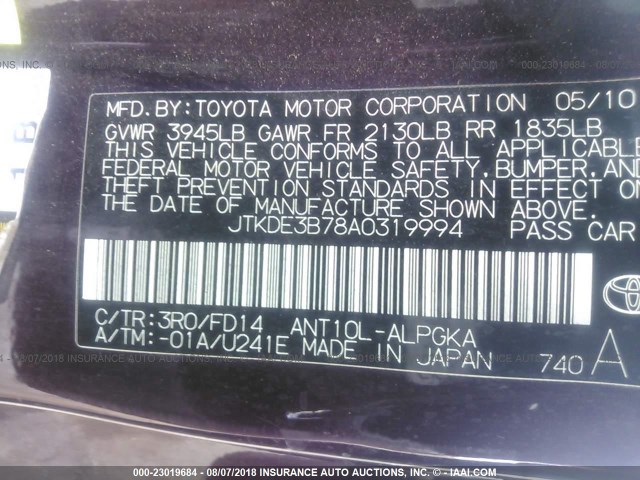 MFD.BY:TOYOTA MOTOR CORPORATION 05/10
GVWR 3945LB GAWR FR 2130LB RR 1835LB
THIS VEHICLE CONFORMS TO ALL APPLICABLE
FEDERAL MOTOR VEHICLE SAFETY,BUMPER,AND
THEFT PREVENTION STANDARDS IN EFFECT O
THE DATE OF MANUFACTURE SHOWN ABOVE.
JTKDE3B78A0319994 PASS CAR
C/TR:3R0/FD14 ANT10L-ALPGKA
A/TM:-01A/U241E MADE IN JAPAN 740 A
000-23019684 - 08/07/2018 INSURANCE AUTO AUCTIONS, INC. - © - IAAI.COM